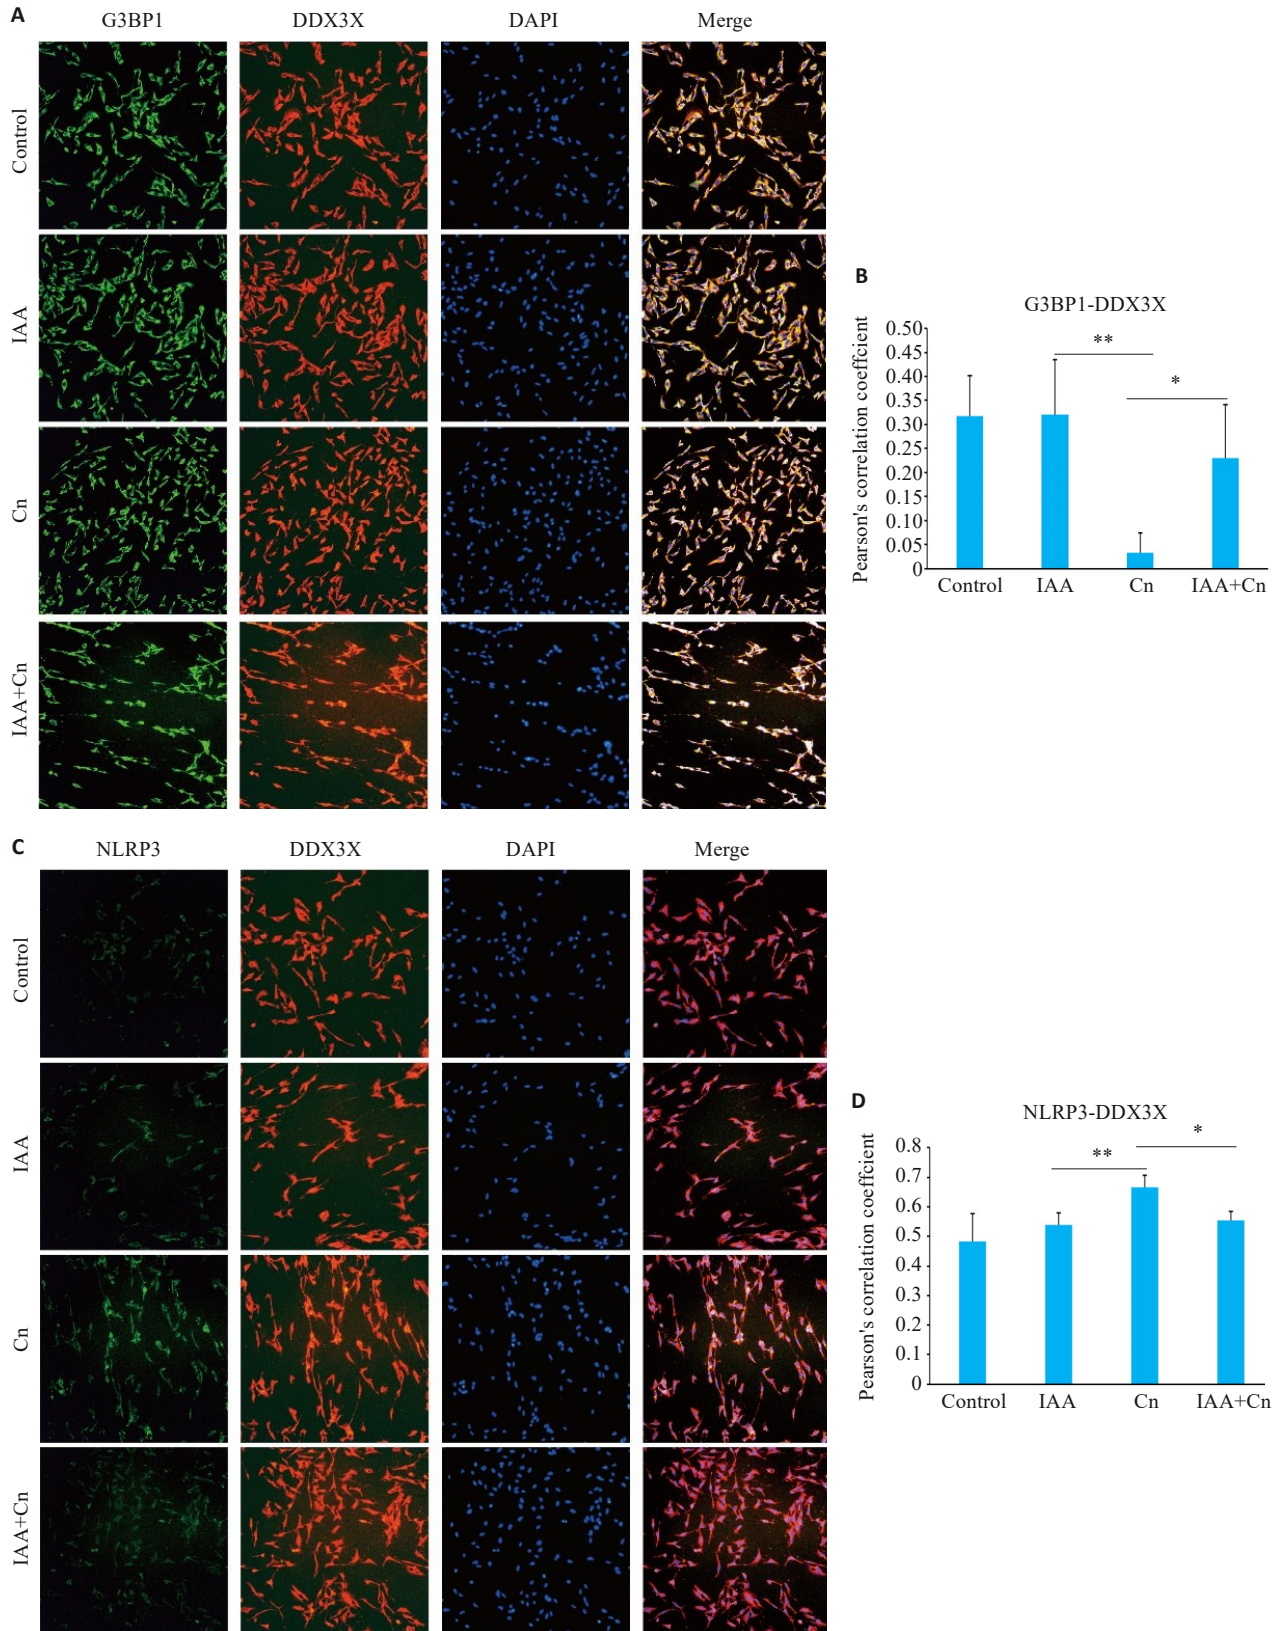 A
G3BP1 DDX3X DAPI Merge
Control
IAA
Cn
IAA+Cn
B
G3BP1-DDX3X
Pearson's correlation coeffcient
0.50
0.45
0.40
0.35
0.30
0.25
0.20
0.15
0.10
0.05
0
**
*
Control IAA Cn IAA+Cn
C
NLRP3 DDX3X DAPI Merge
Control
IAA
Cn
IAA+Cn
D
NLRP3-DDX3X
Pearson's correlation coeffcient
0.8
0.7
0.6
0.5
0.4
0.3
0.2
0.1
0
**
*
Control IAA Cn IAA+Cn